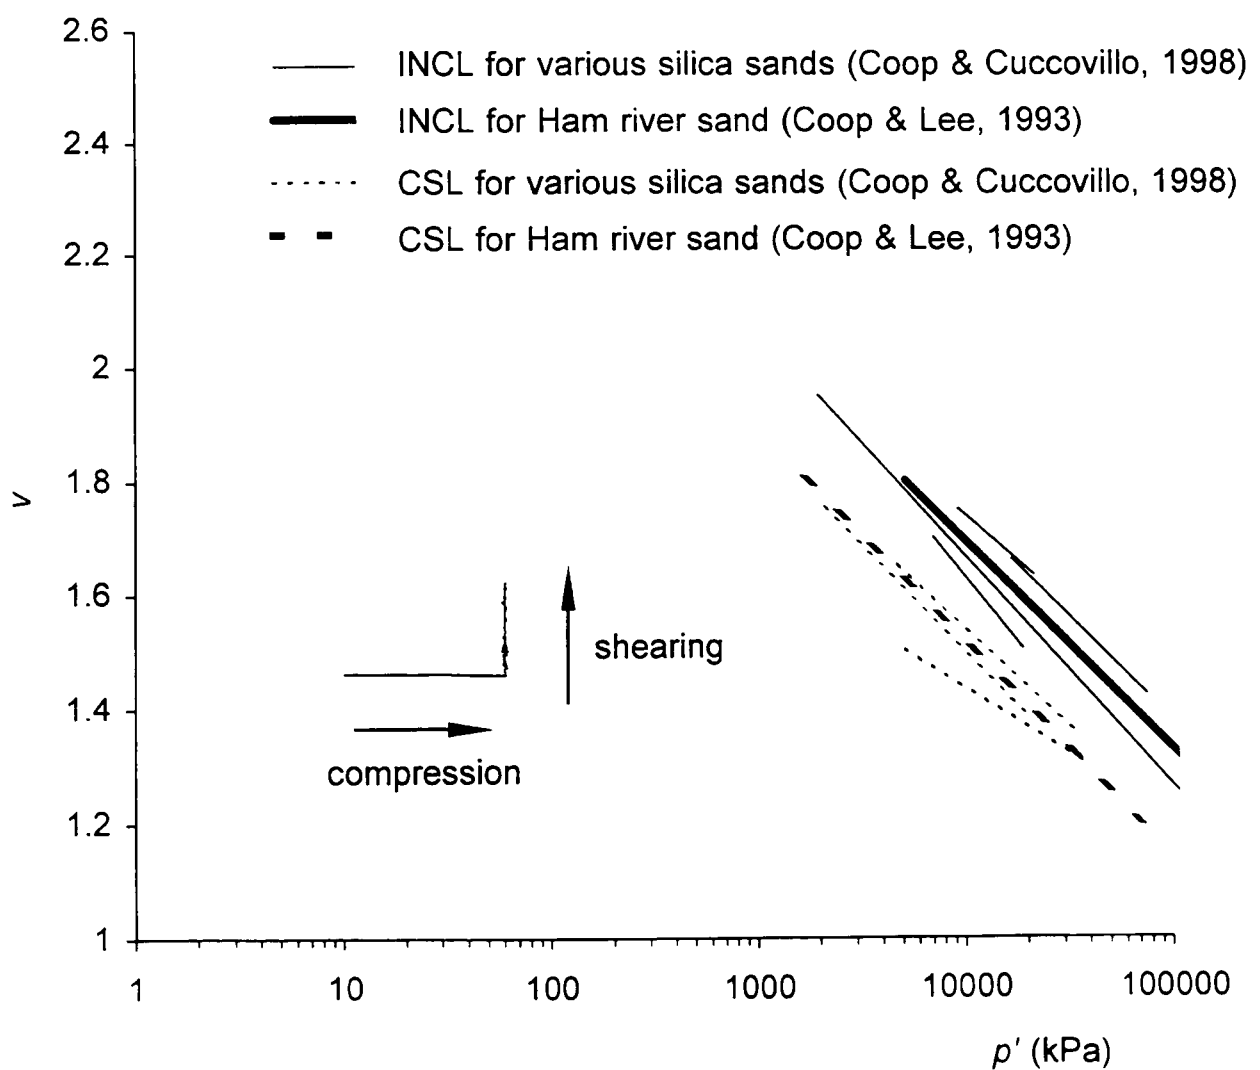 INCL for various silica sands (Coop & Cuccovillo, 1998)
INCL for Ham river sand (Coop & Lee, 1993)
CSL for various silica sands (Coop & Cuccovillo, 1998)
CSL for Ham river sand (Coop & Lee, 1993)
2.6
2.4
2.2
2
1.8
1.6
1.4
1.2
1
v
shearing
compression
1 10 100 1000 10000 100000
p' (kPa)